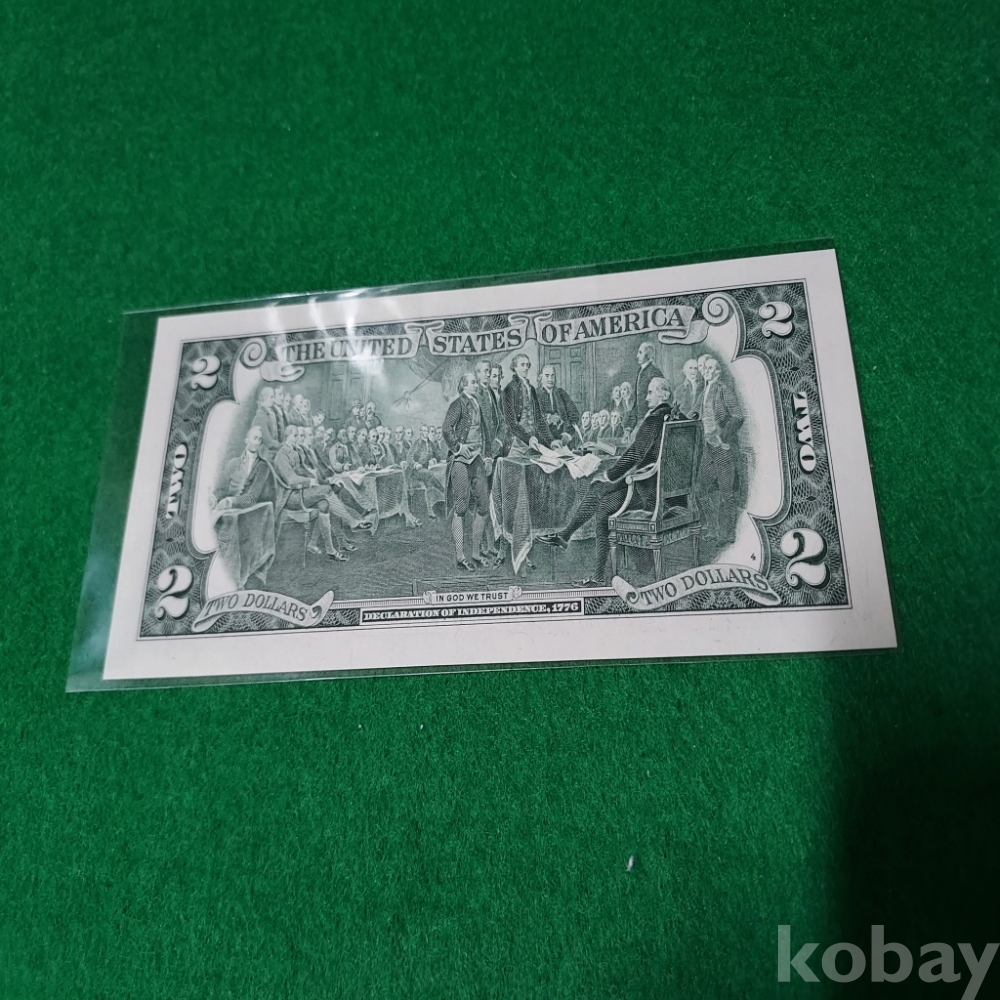 THE UNITED STATES OF AMERICA
2
2
TWO
TWO
2
2
TWO DOLLARS
IN GOD WE TRUST
DECLARATION OF INDEPENDENCE, 1776
TWO DOLLARS
4
kobay